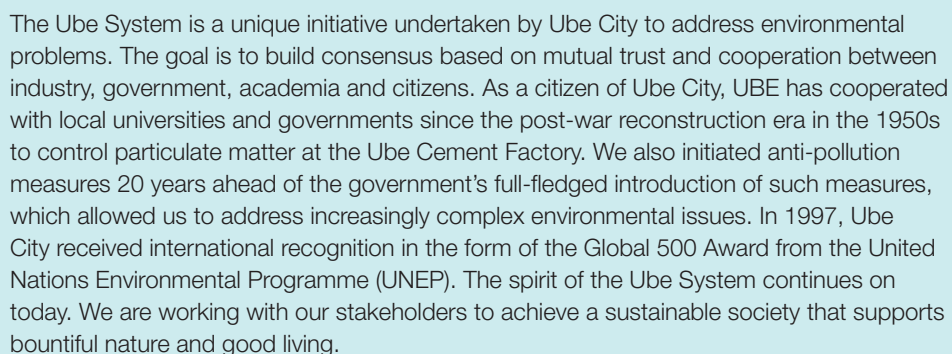 The Ube System is a unique initiative undertaken by Ube City to address environmental
problems. The goal is to build consensus based on mutual trust and cooperation between
industry, government, academia and citizens. As a citizen of Ube City, UBE has cooperated
with local universities and governments since the post-war reconstruction era in the 1950s
to control particulate matter at the Ube Cement Factory. We also initiated anti-pollution
measures 20 years ahead of the government’s full-fledged introduction of such measures,
which allowed us to address increasingly complex environmental issues. In 1997, Ube
City received international recognition in the form of the Global 500 Award from the United
Nations Environmental Programme (UNEP). The spirit of the Ube System continues on
today. We are working with our stakeholders to achieve a sustainable society that supports
bountiful nature and good living.